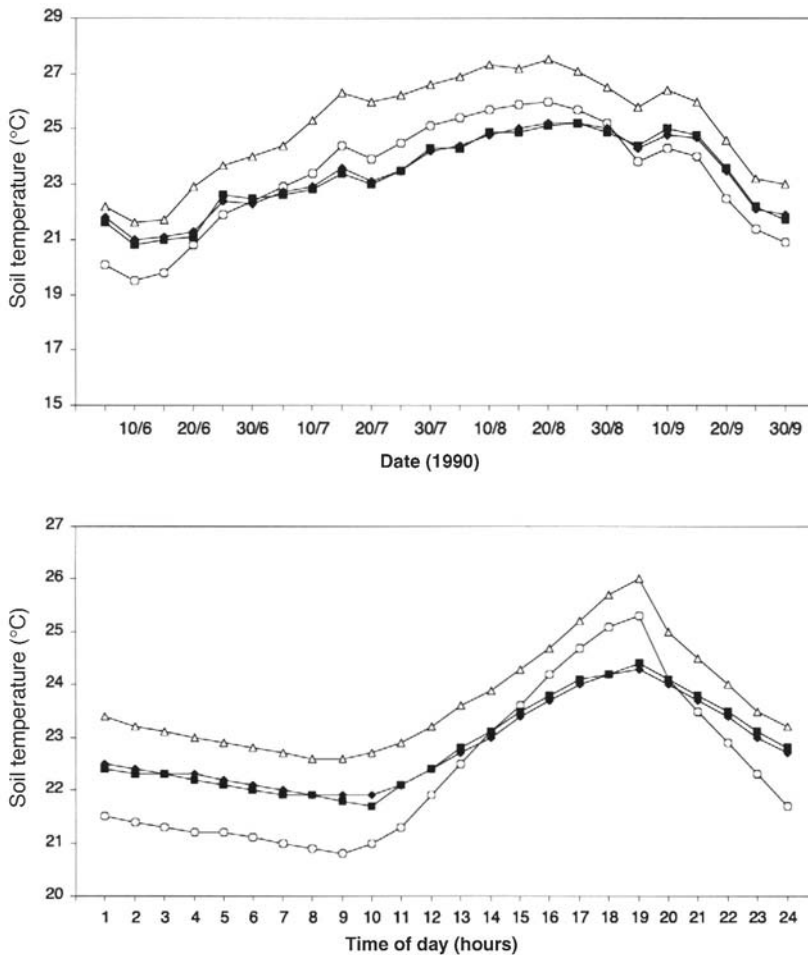 29
27
25
23
21
19
17
15
Soil temperature (°C)
10/6 20/6 30/6 10/7 20/7 30/7 10/8 20/8 30/8 10/9 20/9 30/9
Date (1990)
27
26
25
24
23
22
21
20
Soil temperature (°C)
1 2 3 4 5 6 7 8 9 10 11 12 13 14 15 16 17 18 19 20 21 22 23 24
Time of day (hours)